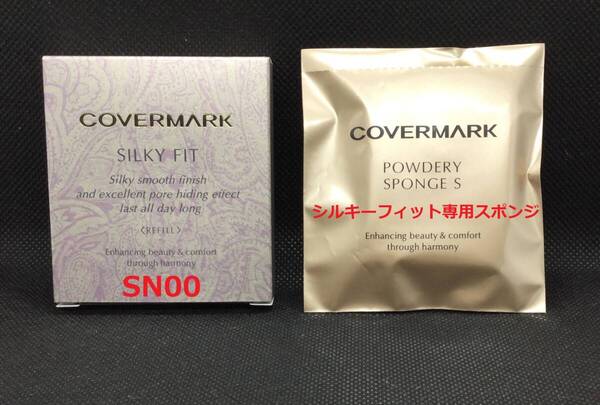 COVERMARK
SILKY FIT
Silky smooth finish
and excellent pore hiding effect
last all day long
〈REFILL〉
Enhancing beauty & comfort
through harmony
SN00
COVERMARK
POWDERY
SPONGE S
シルキーフィット専用スポンジ
Enhancing beauty & comfort
through harmony